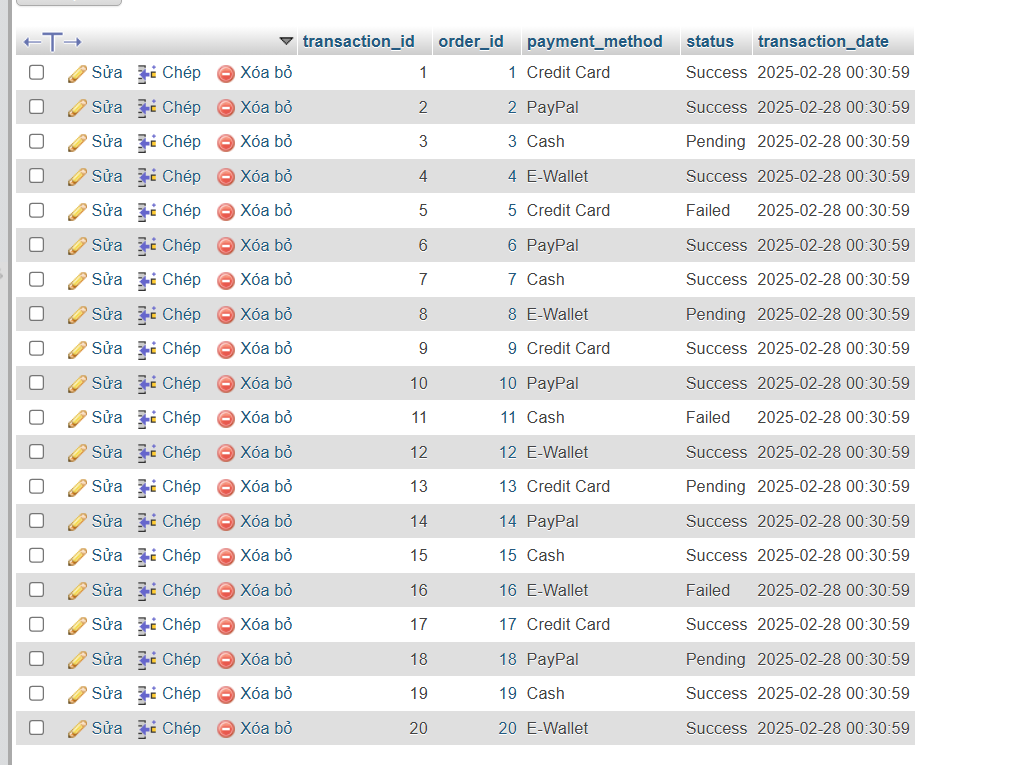 transaction_id order_id payment_method status transaction_date
Sửa Chép Xóa bỏ 1 1 Credit Card Success 2025-02-28 00:30:59
Sửa Chép Xóa bỏ 2 2 PayPal Success 2025-02-28 00:30:59
Sửa Chép Xóa bỏ 3 3 Cash Pending 2025-02-28 00:30:59
Sửa Chép Xóa bỏ 4 4 E-Wallet Success 2025-02-28 00:30:59
Sửa Chép Xóa bỏ 5 5 Credit Card Failed 2025-02-28 00:30:59
Sửa Chép Xóa bỏ 6 6 PayPal Success 2025-02-28 00:30:59
Sửa Chép Xóa bỏ 7 7 Cash Success 2025-02-28 00:30:59
Sửa Chép Xóa bỏ 8 8 E-Wallet Pending 2025-02-28 00:30:59
Sửa Chép Xóa bỏ 9 9 Credit Card Success 2025-02-28 00:30:59
Sửa Chép Xóa bỏ 10 10 PayPal Success 2025-02-28 00:30:59
Sửa Chép Xóa bỏ 11 11 Cash Failed 2025-02-28 00:30:59
Sửa Chép Xóa bỏ 12 12 E-Wallet Success 2025-02-28 00:30:59
Sửa Chép Xóa bỏ 13 13 Credit Card Pending 2025-02-28 00:30:59
Sửa Chép Xóa bỏ 14 14 PayPal Success 2025-02-28 00:30:59
Sửa Chép Xóa bỏ 15 15 Cash Success 2025-02-28 00:30:59
Sửa Chép Xóa bỏ 16 16 E-Wallet Failed 2025-02-28 00:30:59
Sửa Chép Xóa bỏ 17 17 Credit Card Success 2025-02-28 00:30:59
Sửa Chép Xóa bỏ 18 18 PayPal Pending 2025-02-28 00:30:59
Sửa Chép Xóa bỏ 19 19 Cash Success 2025-02-28 00:30:59
Sửa Chép Xóa bỏ 20 20 E-Wallet Success 2025-02-28 00:30:59